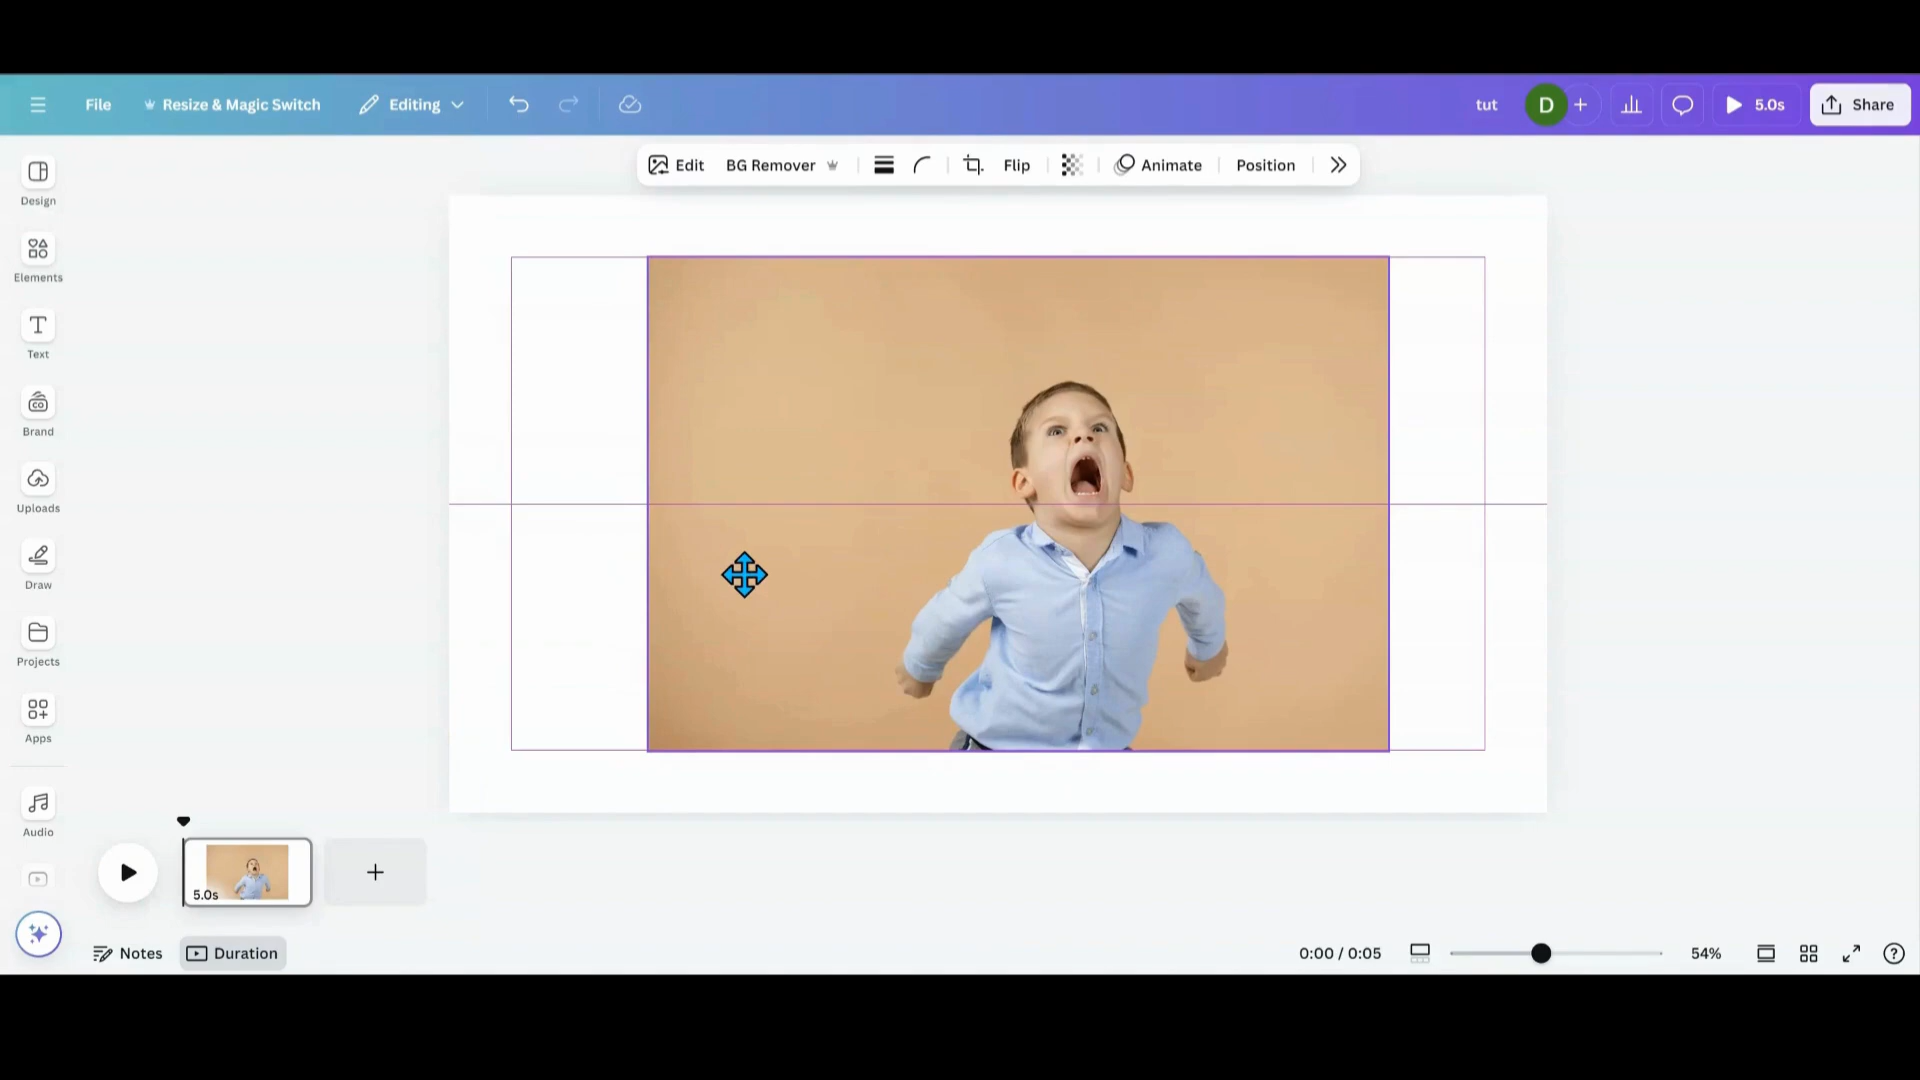 File Resize & Magic Switch Editing tut D + 5.0s Share
Edit BG Remover Flip Animate Position
Design
Elements
Text
Brand
Uploads
Draw
Projects
Apps
Audio
5.0s
Notes Duration 0:00 / 0:05 54%